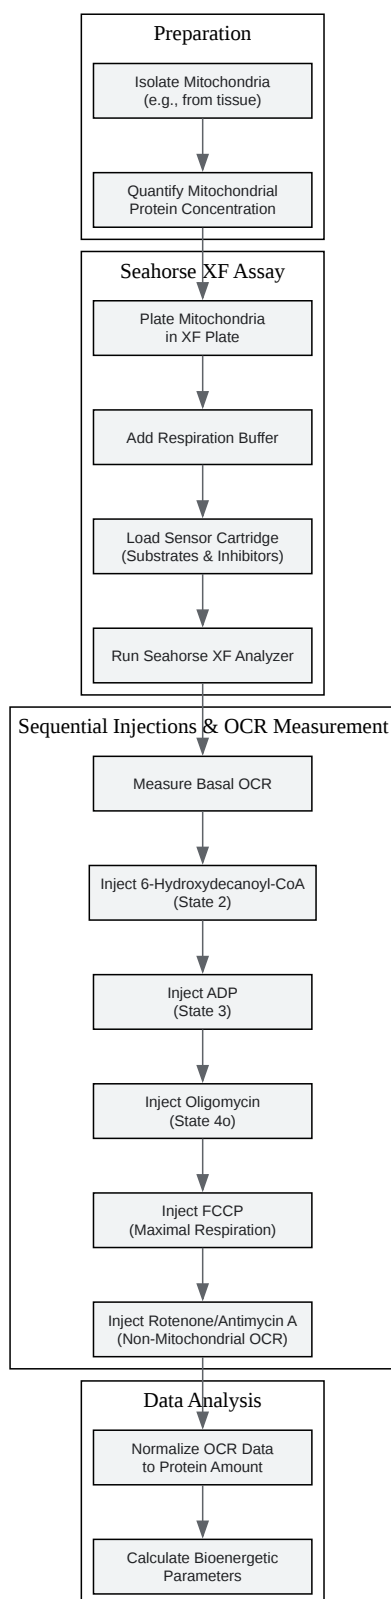 Preparation
Isolate Mitochondria
(e.g., from tissue)
Quantify Mitochondrial
Protein Concentration
Seahorse XF Assay
Plate Mitochondria
in XF Plate
Add Respiration Buffer
Load Sensor Cartridge
(Substrates & Inhibitors)
Run Seahorse XF Analyzer
Sequential Injections & OCR Measurement
Measure Basal OCR
Inject 6-Hydroxydecanoyl-CoA
(State 2)
Inject ADP
(State 3)
Inject Oligomycin
(State 4o)
Inject FCCP
(Maximal Respiration)
Inject Rotenone/Antimycin A
(Non-Mitochondrial OCR)
Data Analysis
Normalize OCR Data
to Protein Amount
Calculate Bioenergetic
Parameters